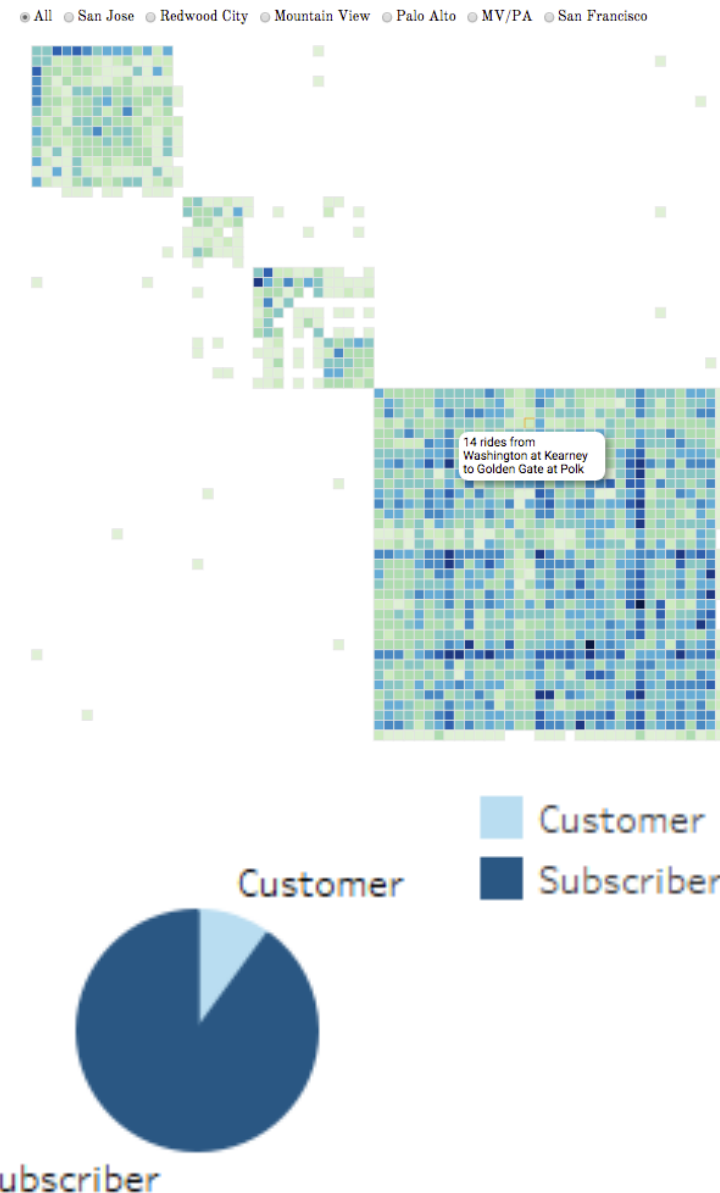 All San Jose Redwood City Mountain View Palo Alto MV/PA San Francisco
14 rides from
Washington at Kearney
to Golden Gate at Polk
Customer
Subscriber
Customer
ubscriber